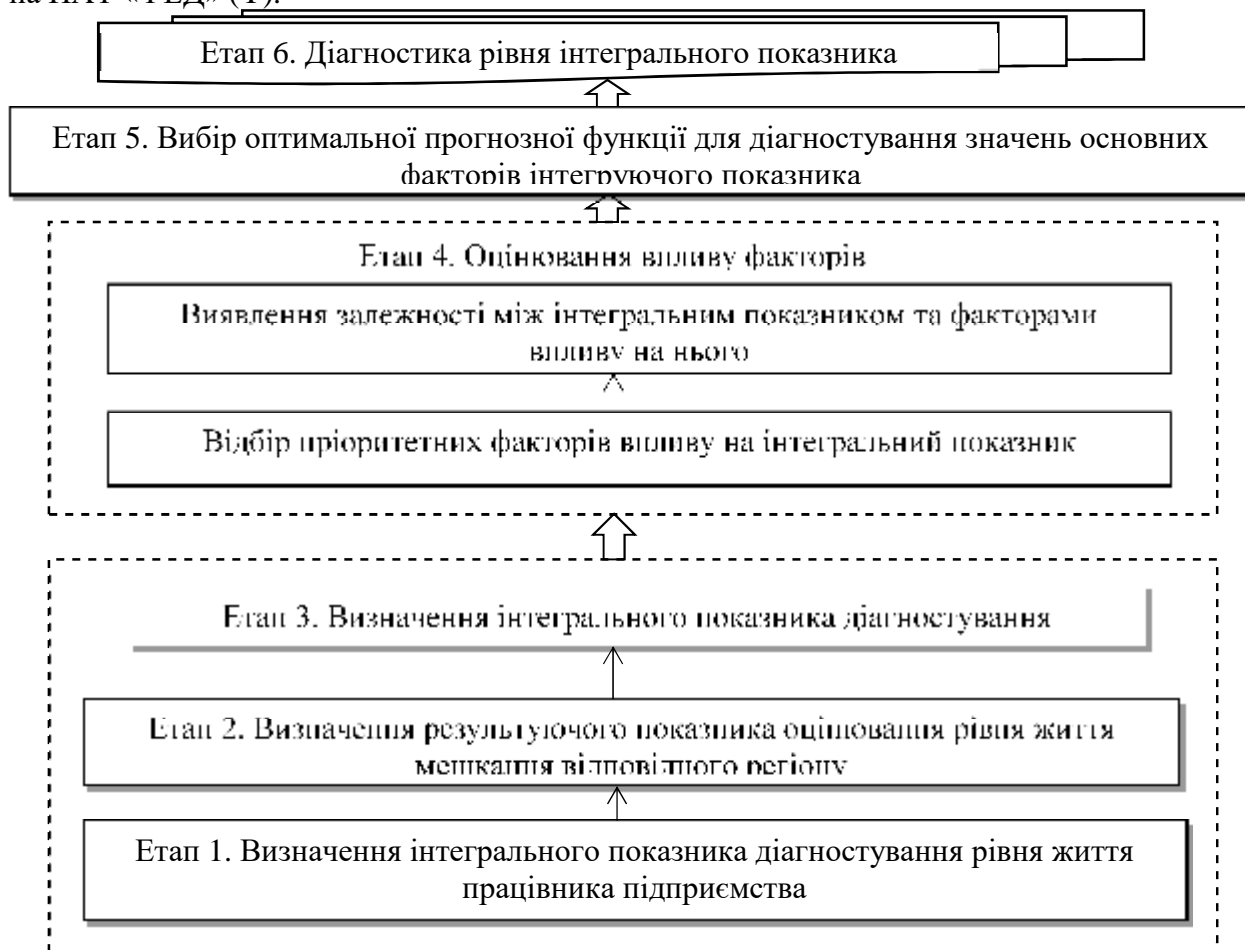 Етап 6. Діагностика рівня інтегрального показника
Етап 5. Вибір оптимальної прогнозної функції для діагностування значень основних
факторів інтегруючого показника
Етап 4. Оцінювання впливу факторів
Виявлення залежності між інтегральним показником та факторами
впливу на нього
Відбір пріоритетних факторів впливу на інтегральний показник
Етап 3. Визначення інтегрального показника діагностування
Етап 2. Визначення результуючого показника оцінювання рівня життя
мешкання відповідного регіону
Етап 1. Визначення інтегрального показника діагностування рівня життя
працівника підприємства